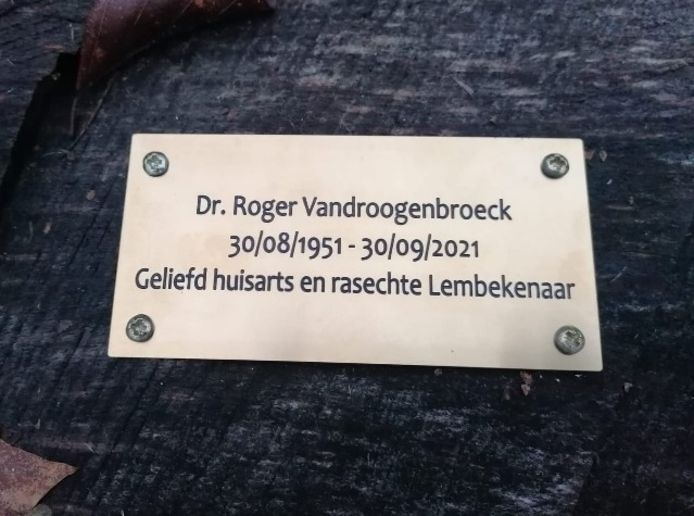 Dr. Roger Vandroogenbroeck
30/08/1951 - 30/09/2021
Geliefd huisarts en rasechte Lembekenaar